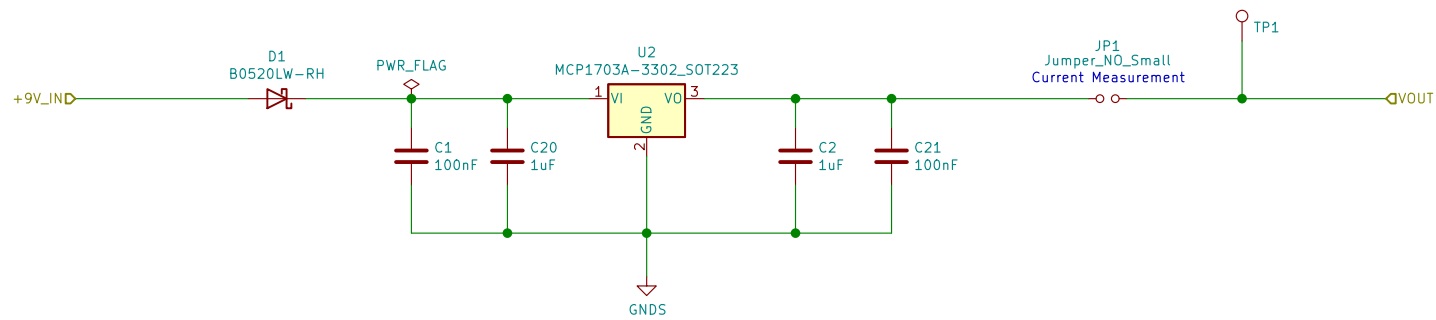 TP1
JP1
Jumper_NO_Small
Current Measurement
U2
MCP1703A-3302_SOT223
D1
B0520LW-RH
PWR_FLAG
+9V_IN
1
VI
VO
3
GND
2
VOUT
C1
100nF
C20
1uF
C2
1uF
C21
100nF
GNDS